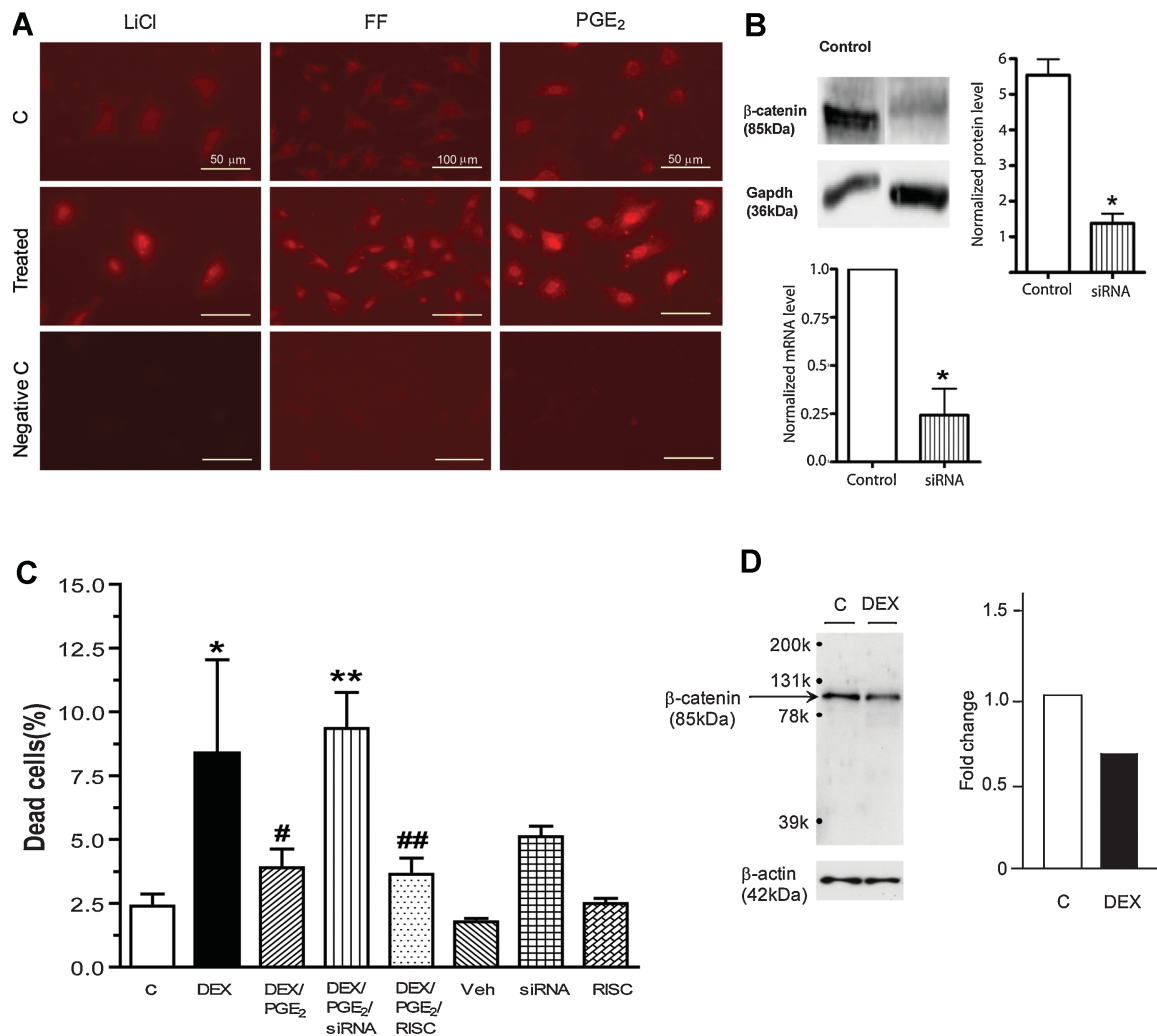 A
LiCl
FF
PGE2
C
50 µm
100 µm
50 µm
Treated
Negative C
B
Control
β-catenin
(85kDa)
Gapdh
(36kDa)
Normalized protein level
6
5
4
3
2
1
*
Control
siRNA
Normalized mRNA level
1.0
0.75
0.5
0.25
0.0
*
Control
siRNA
C
Dead cells(%)
15.0
12.5
10.0
7.5
5.0
2.5
0.0
*
#
**
##
C
DEX
DEX/
PGE2
DEX/
PGE2/
siRNA
DEX/
PGE2/
RISC
Veh
siRNA
RISC
D
C DEX
200k
131k
β-catenin
(85kDa)
78k
39k
β-actin
(42kDa)
Fold change
1.5
1.0
0.5
0
C
DEX